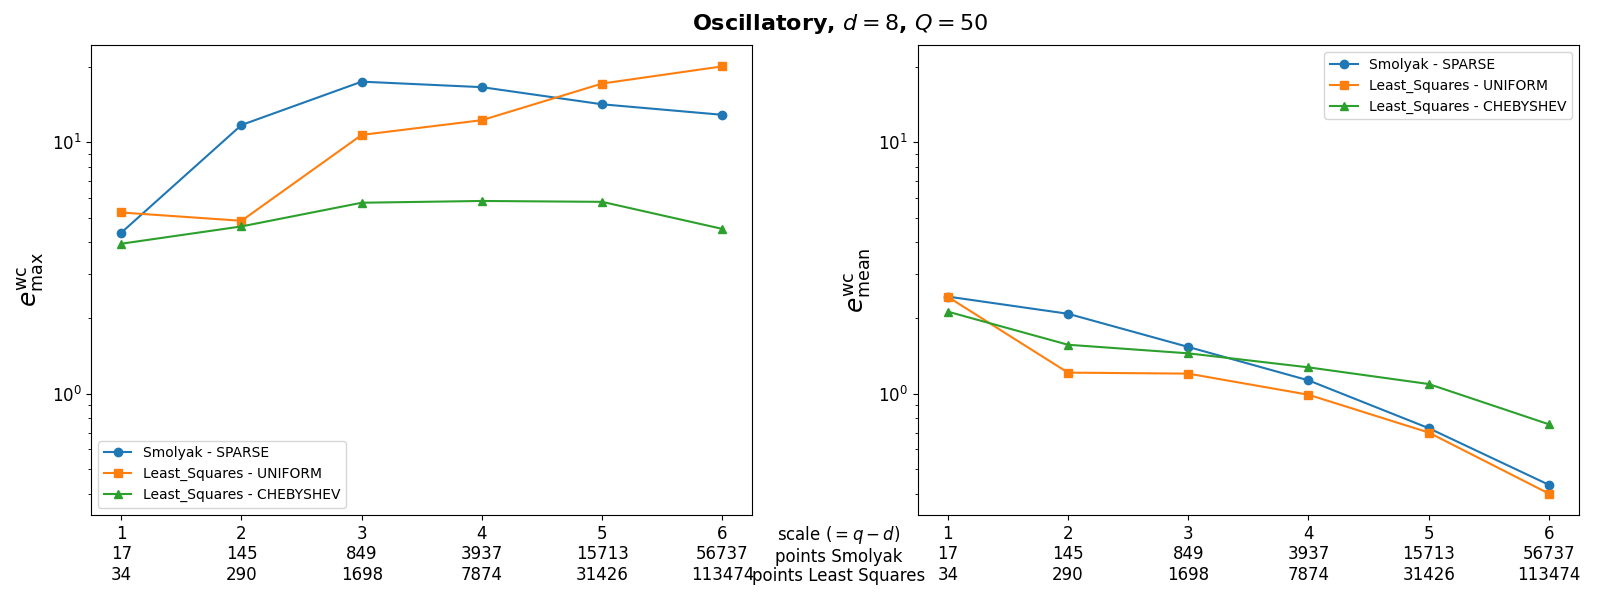 Oscillatory, d = 8, Q = 50
10¹
10⁰
e^wc_max
Smolyak - SPARSE
Least_Squares - UNIFORM
Least_Squares - CHEBYSHEV
1 2 3 4 5 6
17 145 849 3937 15713 56737
34 290 1698 7874 31426 113474
scale (= q − d)
points Smolyak
points Least Squares
10¹
10⁰
e^wc_mean
Smolyak - SPARSE
Least_Squares - UNIFORM
Least_Squares - CHEBYSHEV
1 2 3 4 5 6
17 145 849 3937 15713 56737
34 290 1698 7874 31426 113474